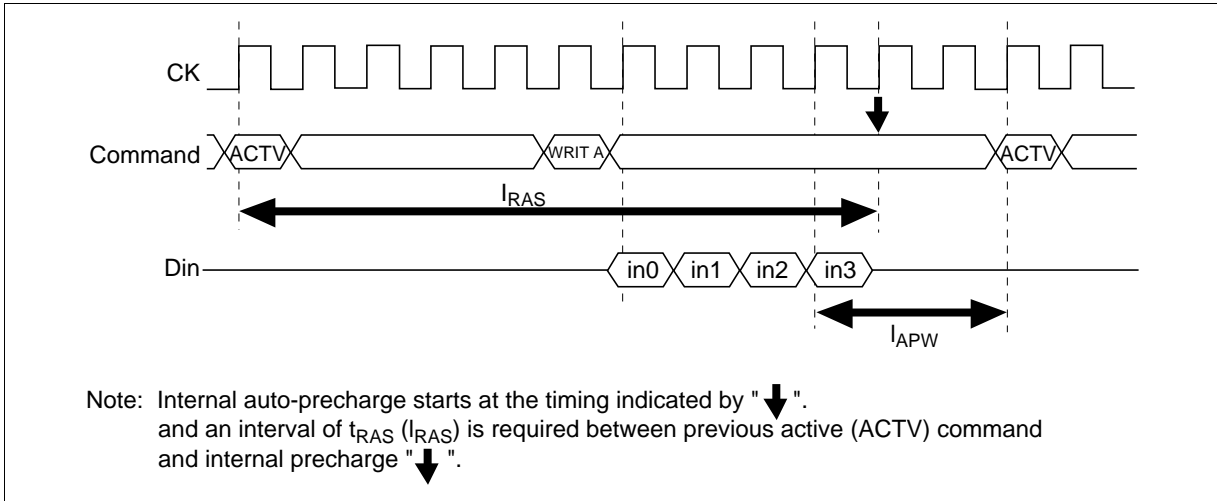 CK
Command ACTV WRIT A ACTV
lRAS
Din in0 in1 in2 in3
lAPW
Note: Internal auto-precharge starts at the timing indicated by " ".
and an interval of tRAS (lRAS) is required between previous active (ACTV) command
and internal precharge " ".